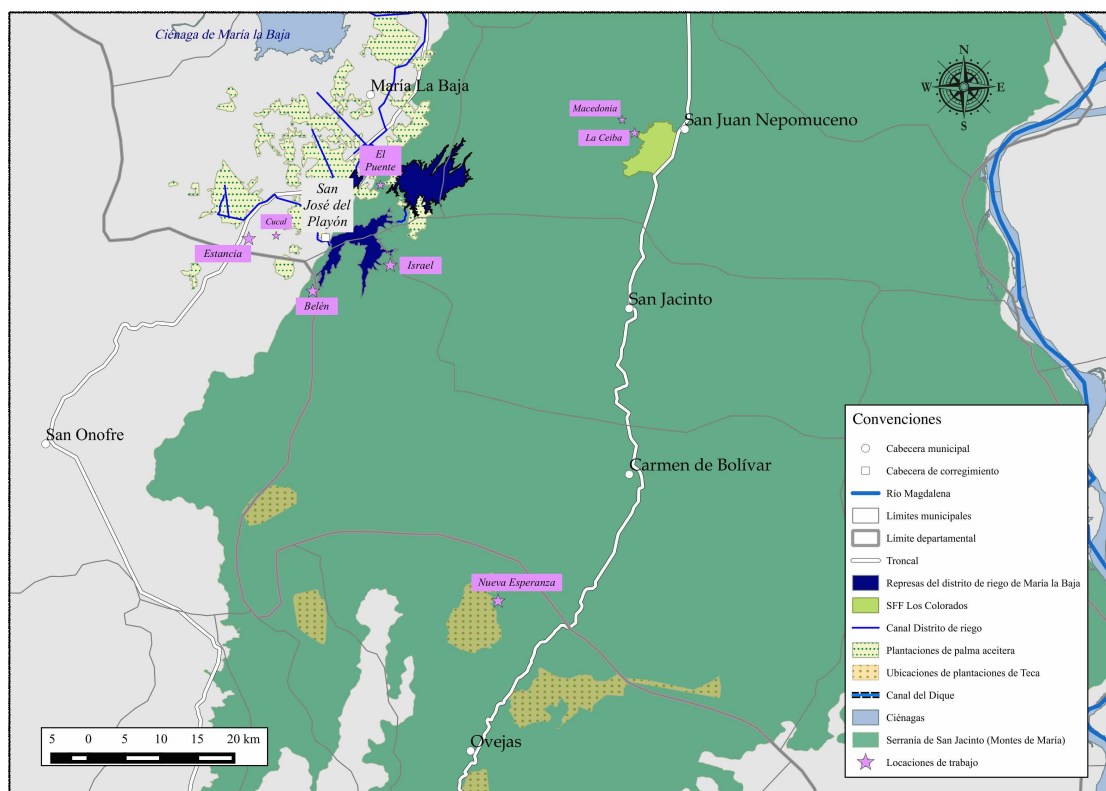 Ciénaga de María la Baja
María La Baja
Macedonia
La Ceiba
San Juan Nepomuceno
N
W
E
S
El
Puente
San
José del
Playón
Cucal
Estancia
Israel
Belén
San Jacinto
San Onofre
Carmen de Bolívar
Nueva Esperanza
Ovejas
5 0 5 10 15 20 km
Convenciones
Cabecera municipal
Cabecera de corregimiento
Río Magdalena
Límites municipales
Límite departamental
Troncal
Represas del distrito de riego de María la Baja
SFF Los Colorados
Canal Distrito de riego
Plantaciones de palma aceitera
Ubicaciones de plantaciones de Teca
Canal del Dique
Ciénagas
Serranía de San Jacinto (Montes de María)
Locaciones de trabajo